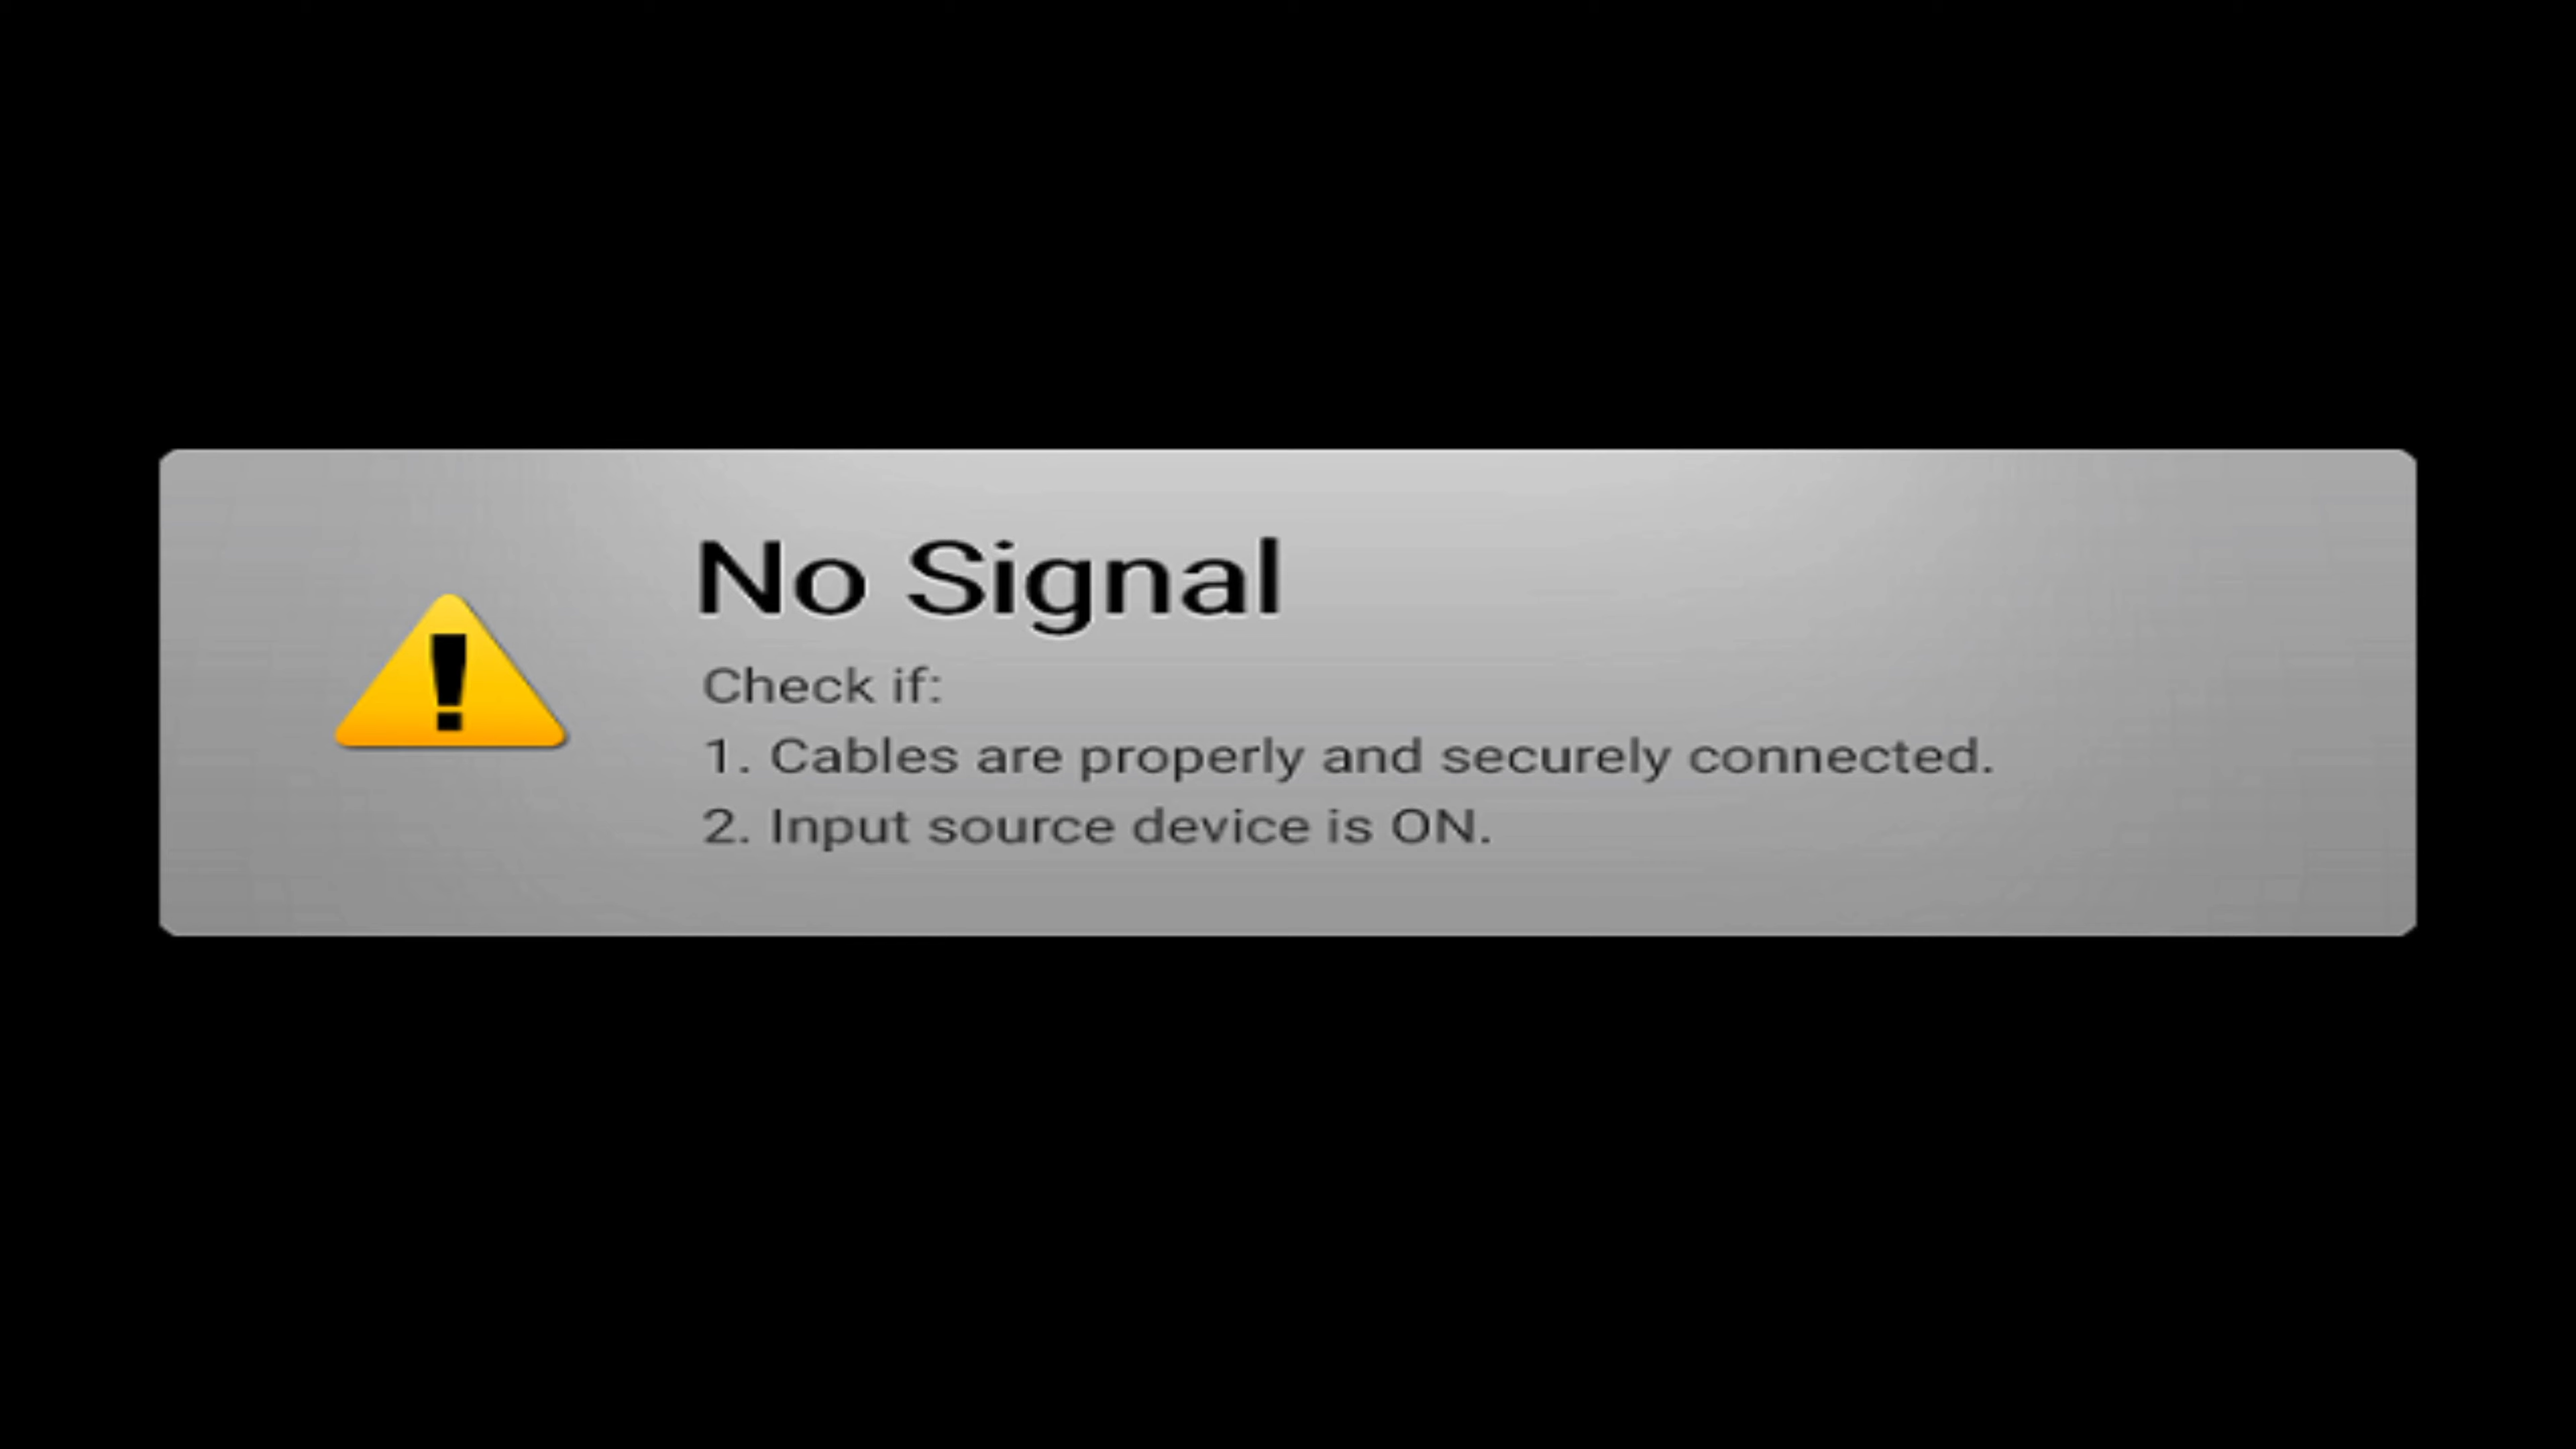 No Signal
Check if:
1. Cables are properly and securely connected.
2. Input source device is ON.